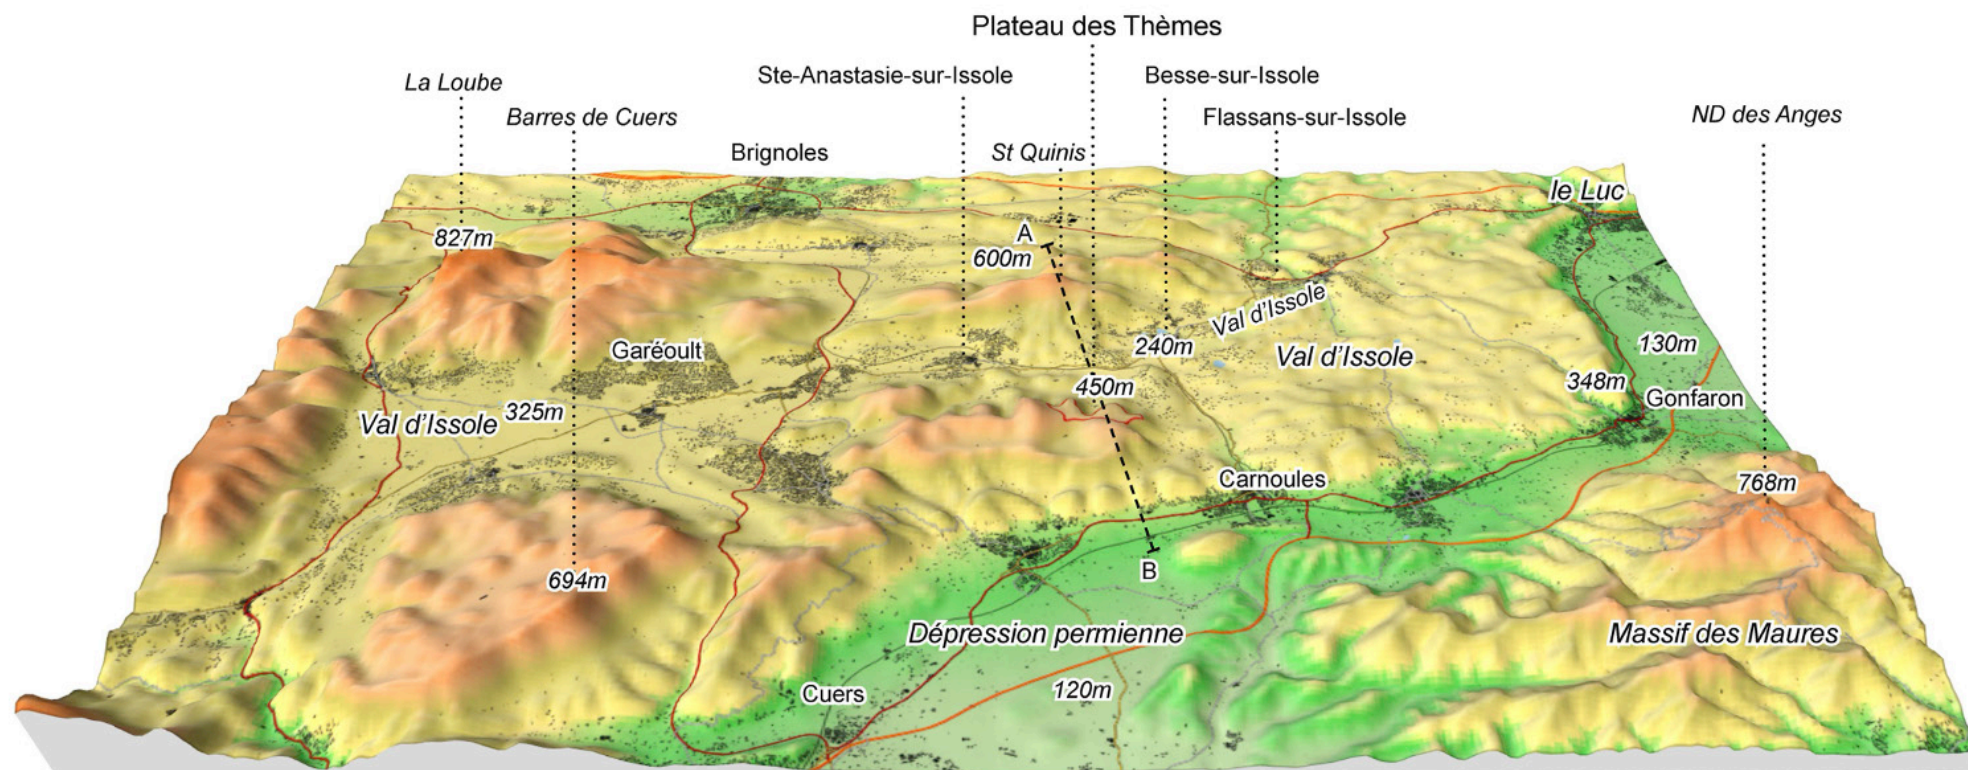 Plateau des Thèmes
La Loube
Ste-Anastasie-sur-Issole
Besse-sur-Issole
Barres de Cuers
Flassans-sur-Issole
ND des Anges
Brignoles
St Quinis
le Luc
827m
A
600m
Val d'Issole
Garéoult
240m
Val d'Issole
130m
450m
348m
Gonfaron
Val d'Issole
325m
Carnoules
768m
694m
B
Dépression permienne
Massif des Maures
Cuers
120m